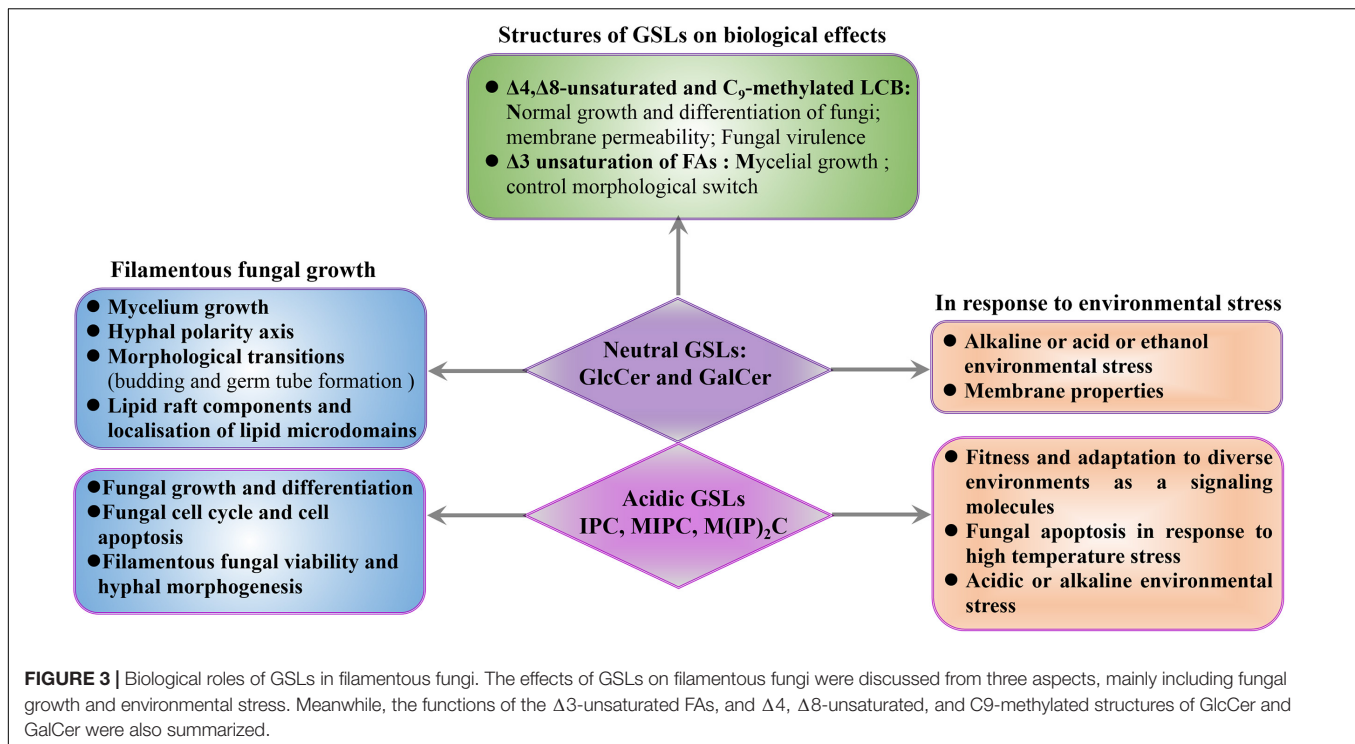 Structures of GSLs on biological effects
● Δ4,Δ8-unsaturated and C₉-methylated LCB:
Normal growth and differentiation of fungi;
membrane permeability; Fungal virulence
● Δ3 unsaturation of FAs : Mycelial growth ;
control morphological switch
Filamentous fungal growth
● Mycelium growth
● Hyphal polarity axis
● Morphological transitions
(budding and germ tube formation )
● Lipid raft components and
localisation of lipid microdomains
Neutral GSLs:
GlcCer and GalCer
In response to environmental stress
● Alkaline or acid or ethanol
environmental stress
● Membrane properties
●Fungal growth and differentiation
●Fungal cell cycle and cell
apoptosis
●Filamentous fungal viability and
hyphal morphogenesis
Acidic GSLs
IPC, MIPC, M(IP)₂C
● Fitness and adaptation to diverse
environments as a signaling
molecules
● Fungal apoptosis in response to
high temperature stress
● Acidic or alkaline environmental
stress
FIGURE 3 | Biological roles of GSLs in filamentous fungi. The effects of GSLs on filamentous fungi were discussed from three aspects, mainly including fungal
growth and environmental stress. Meanwhile, the functions of the Δ3-unsaturated FAs, and Δ4, Δ8-unsaturated, and C9-methylated structures of GlcCer and
GalCer were also summarized.